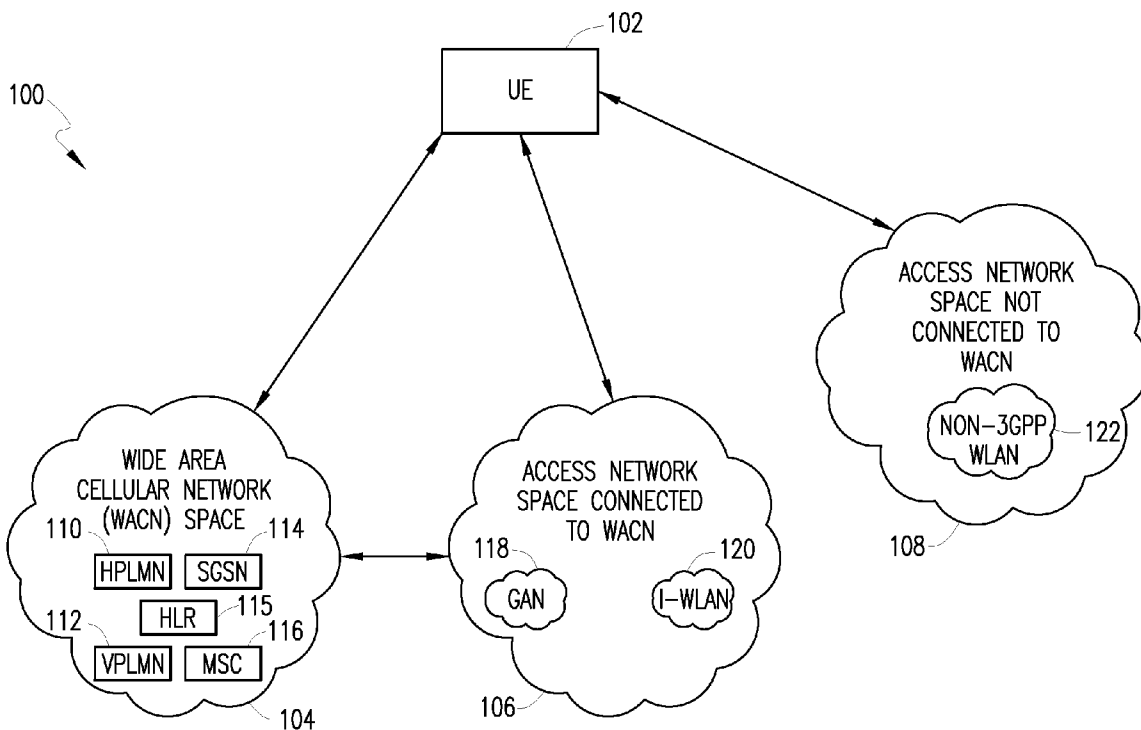 102
100
UE
ACCESS NETWORK
SPACE NOT
CONNECTED TO
WACN
NON-3GPP
WLAN
122
108
WIDE AREA
CELLULAR NETWORK
(WACN) SPACE
110
114
HPLMN
SGSN
HLR
115
112
116
VPLMN
MSC
104
ACCESS NETWORK
SPACE CONNECTED
TO WACN
118
120
GAN
I-WLAN
106